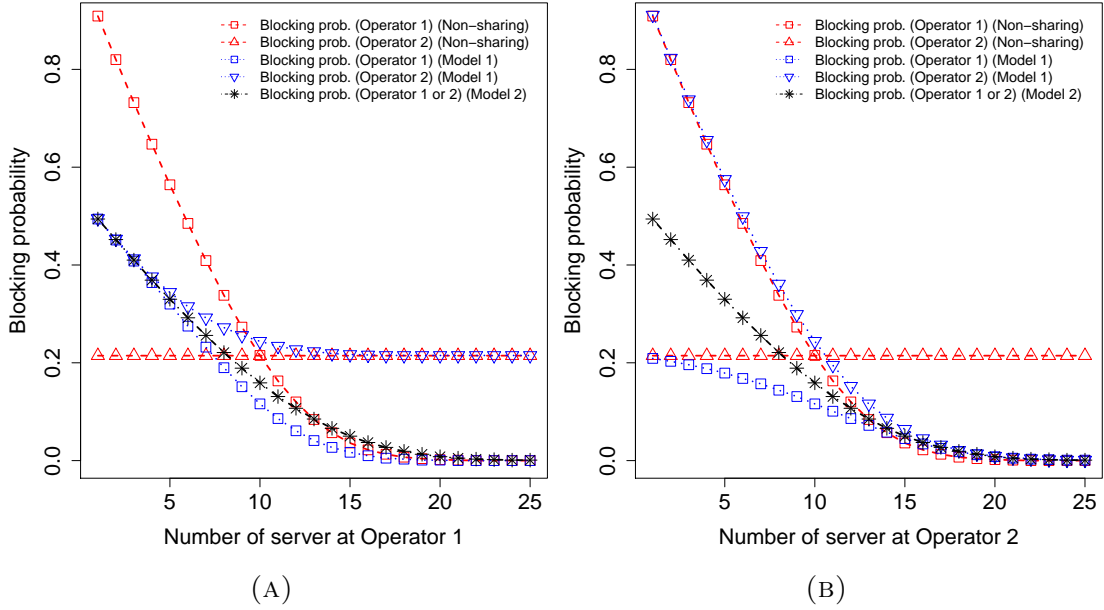 Blocking prob. (Operator 1) (Non−sharing)
Blocking prob. (Operator 2) (Non−sharing)
Blocking prob. (Operator 1) (Model 1)
Blocking prob. (Operator 2) (Model 1)
Blocking prob. (Operator 1 or 2) (Model 2)
Blocking probability
0.0 0.2 0.4 0.6 0.8
5 10 15 20 25
Number of server at Operator 1
(A)
Blocking prob. (Operator 1) (Non−sharing)
Blocking prob. (Operator 2) (Non−sharing)
Blocking prob. (Operator 1) (Model 1)
Blocking prob. (Operator 2) (Model 1)
Blocking prob. (Operator 1 or 2) (Model 2)
Blocking probability
0.0 0.2 0.4 0.6 0.8
5 10 15 20 25
Number of server at Operator 2
(B)